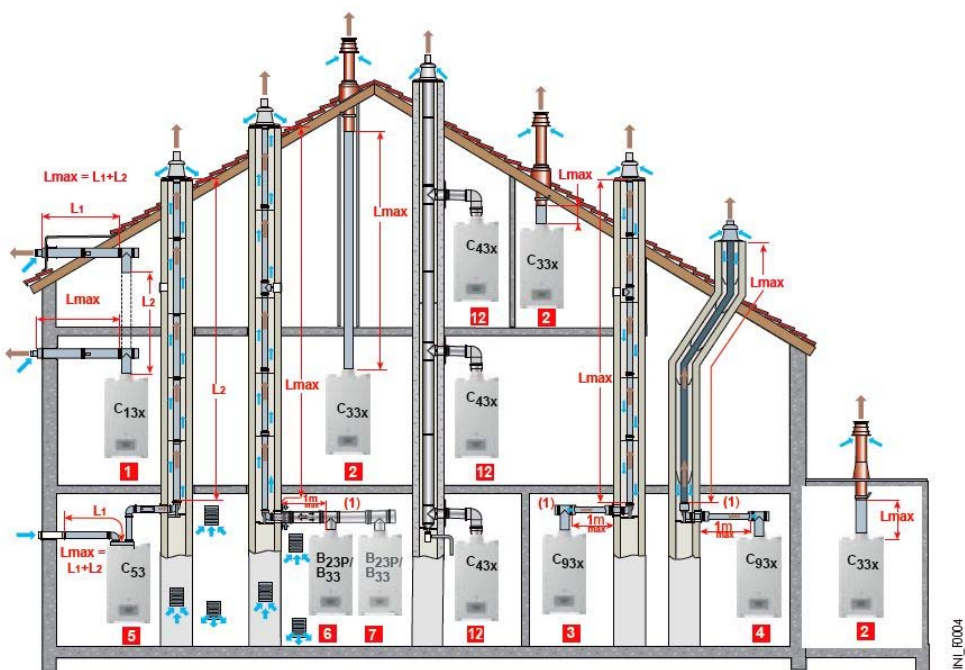 Lmax = L1+L2
L1
Lmax
L2
C13x
1
L2
Lmax
Lmax
C33x
2
C43x
12
C43x
12
Lmax
C33x
2
Lmax
Lmax
L1
Lmax =
L1+L2
C53
5
1m
max
(1)
B23P/
B33
6
B23P/
B33
7
C43x
12
(1)
1m
max
C93x
3
(1)
1m
max
C93x
4
Lmax
C33x
2